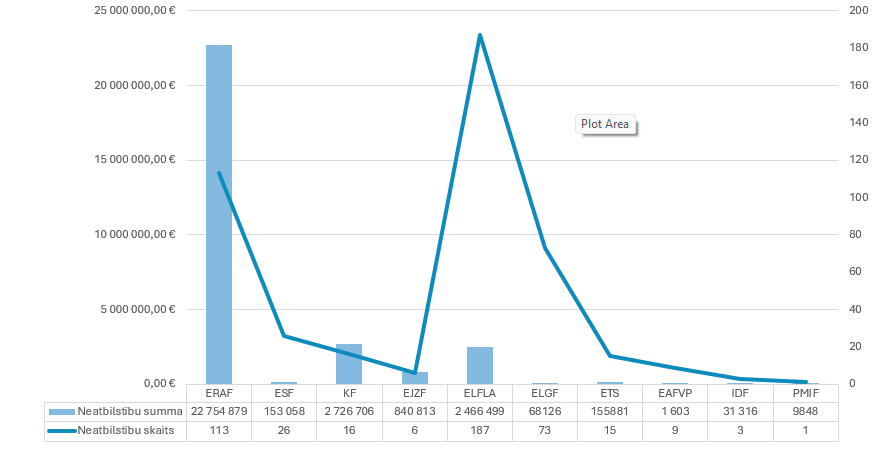 25 000 000,00 €
20 000 000,00 €
15 000 000,00 €
10 000 000,00 €
5 000 000,00 €
0,00 €
200
180
160
140
120
100
80
60
40
20
0
Plot Area
ERAF ESF KF EJZF ELFLA ELGF ETS EAFVP IDF PMIF
Neatbilstību summa 22 754 879 153 058 2 726 706 840 813 2 466 499 68126 155881 1 603 31 316 9848
Neatbilstību skaits 113 26 16 6 187 73 15 9 3 1